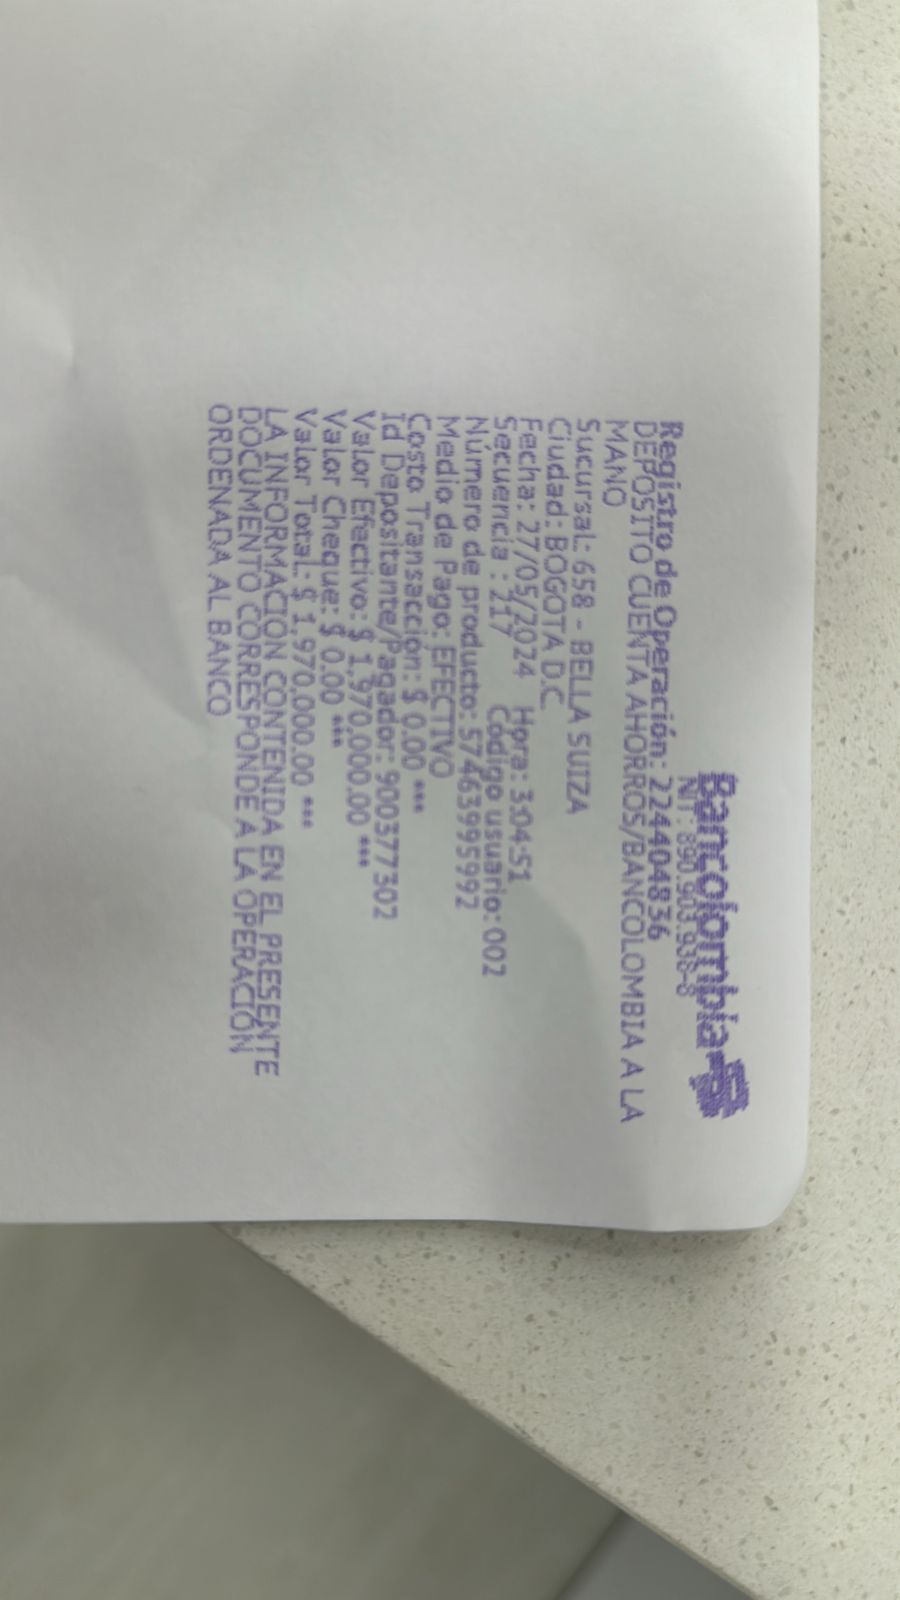 Bancolombia
NIT: 890.903.938-8
Registro de Operación: 224404836
DEPOSITO CUENTA AHORROS/BANCOLOMBIA A LA
MANO
Sucursal: 658 - BELLA SUIZA
Ciudad: BOGOTA D.C.
Fecha: 27/05/2024 Hora: 3:04:51
Secuencia : 217 Código usuario: 002
Número de producto: 57463995992
Medio de Pago: EFECTIVO
Costo Transacción: $ 0.00 ***
Id Depositante/Pagador: 900377302
Valor Efectivo: $ 1,970,000.00 ***
Valor Cheque: $ 0.00 ***
Valor Total: $ 1,970,000.00 ***
LA INFORMACIÓN CONTENIDA EN EL PRESENTE
DOCUMENTO CORRESPONDE A LA OPERACIÓN
ORDENADA AL BANCO